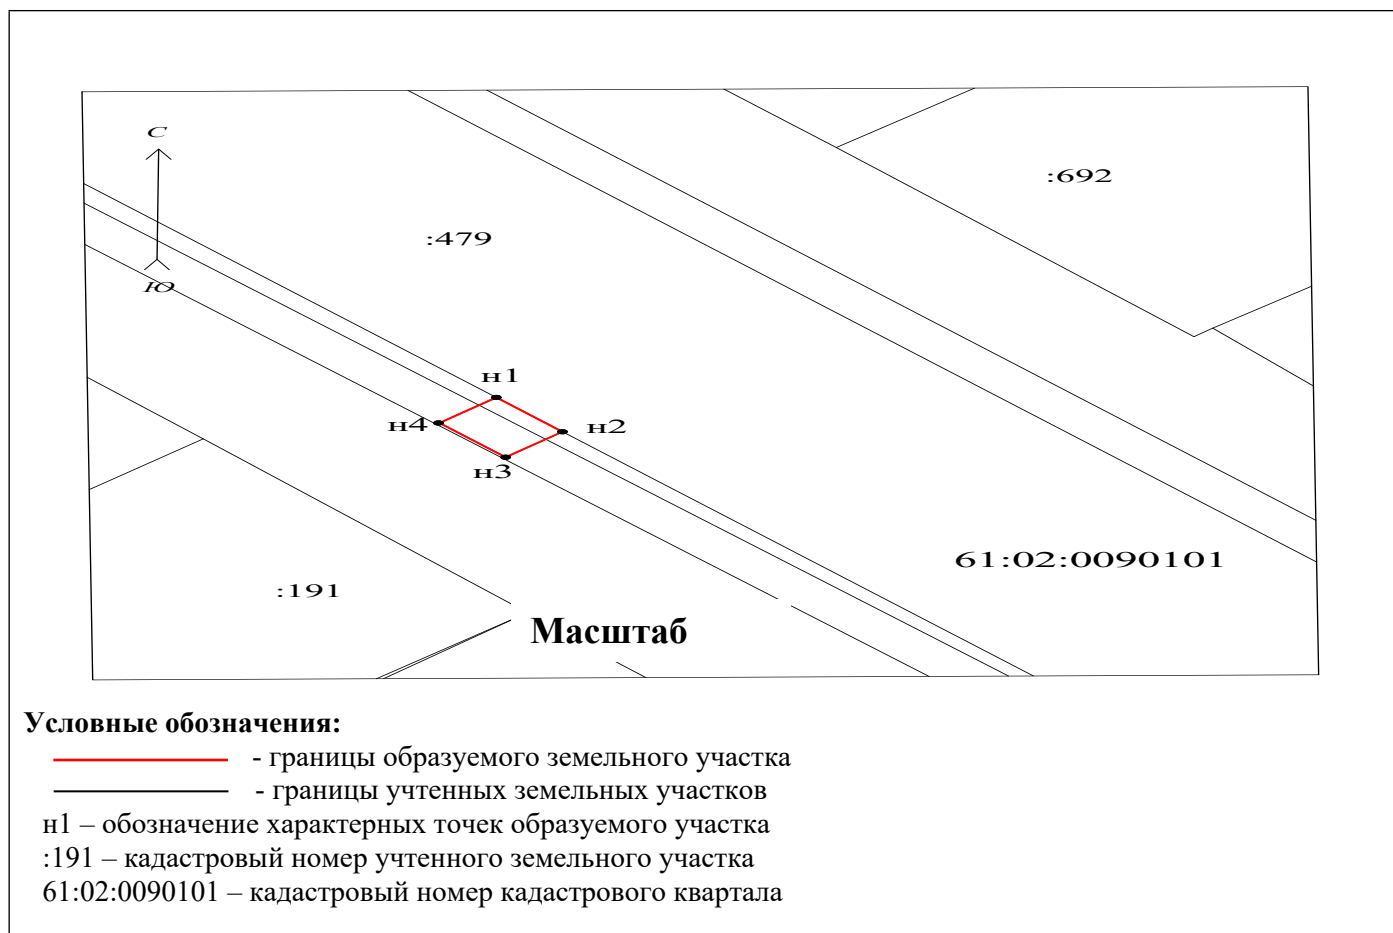 С
:692
:479
Ю
н1
н4
н2
н3
61:02:0090101
:191
Масштаб
Условные обозначения:
- границы образуемого земельного участка
- границы учтенных земельных участков
н1 – обозначение характерных точек образуемого участка
:191 – кадастровый номер учтенного земельного участка
61:02:0090101 – кадастровый номер кадастрового квартала